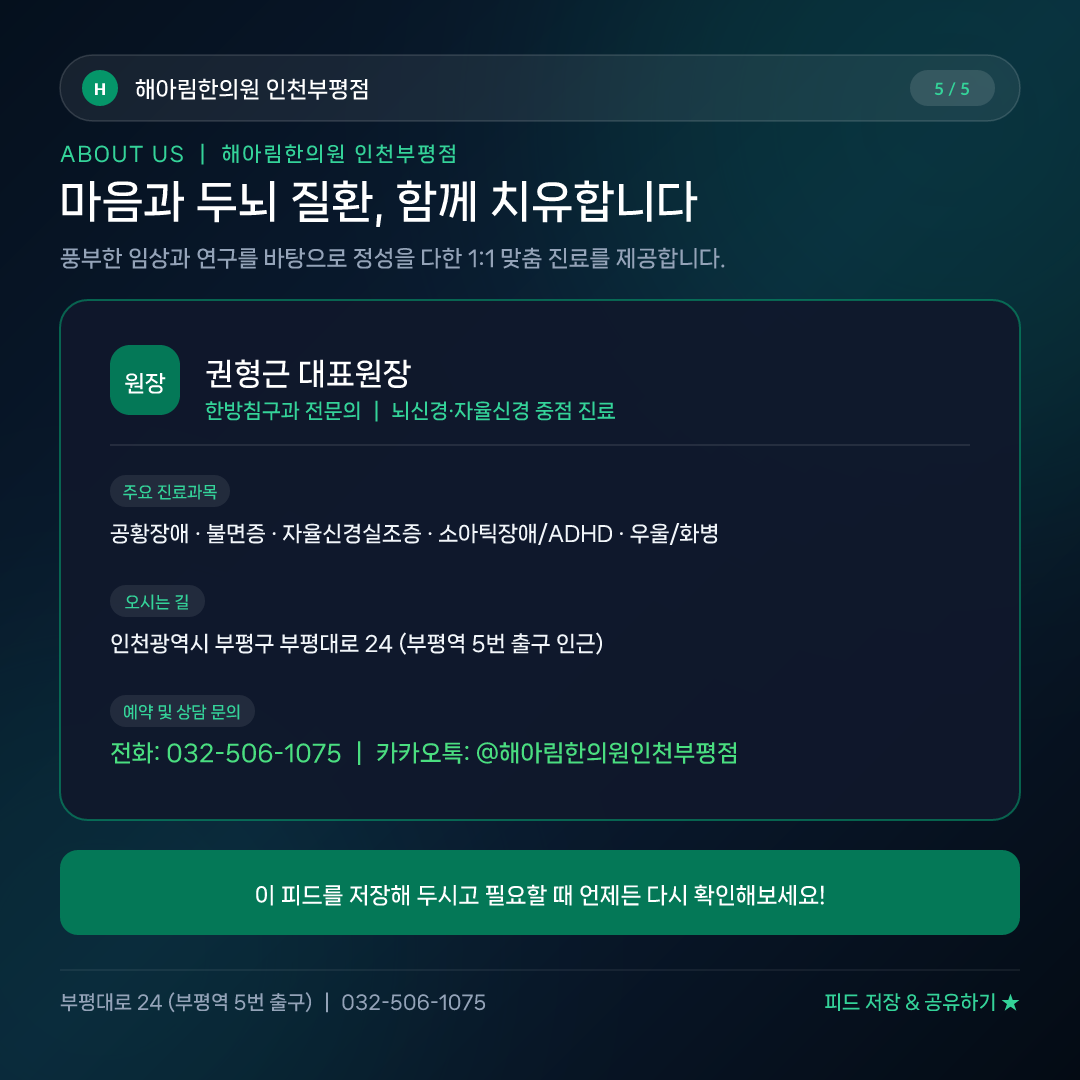 H 해아림한의원 인천부평점 5 / 5
ABOUT US | 해아림한의원 인천부평점
마음과 두뇌 질환, 함께 치유합니다
풍부한 임상과 연구를 바탕으로 정성을 다한 1:1 맞춤 진료를 제공합니다.
원장 권형근 대표원장
한방침구과 전문의 | 뇌신경·자율신경 중점 진료
주요 진료과목
공황장애 · 불면증 · 자율신경실조증 · 소아틱장애/ADHD · 우울/화병
오시는 길
인천광역시 부평구 부평대로 24 (부평역 5번 출구 인근)
예약 및 상담 문의
전화: 032-506-1075 | 카카오톡: @해아림한의원인천부평점
이 피드를 저장해 두시고 필요할 때 언제든 다시 확인해보세요!
부평대로 24 (부평역 5번 출구) | 032-506-1075 피드 저장 & 공유하기 ★